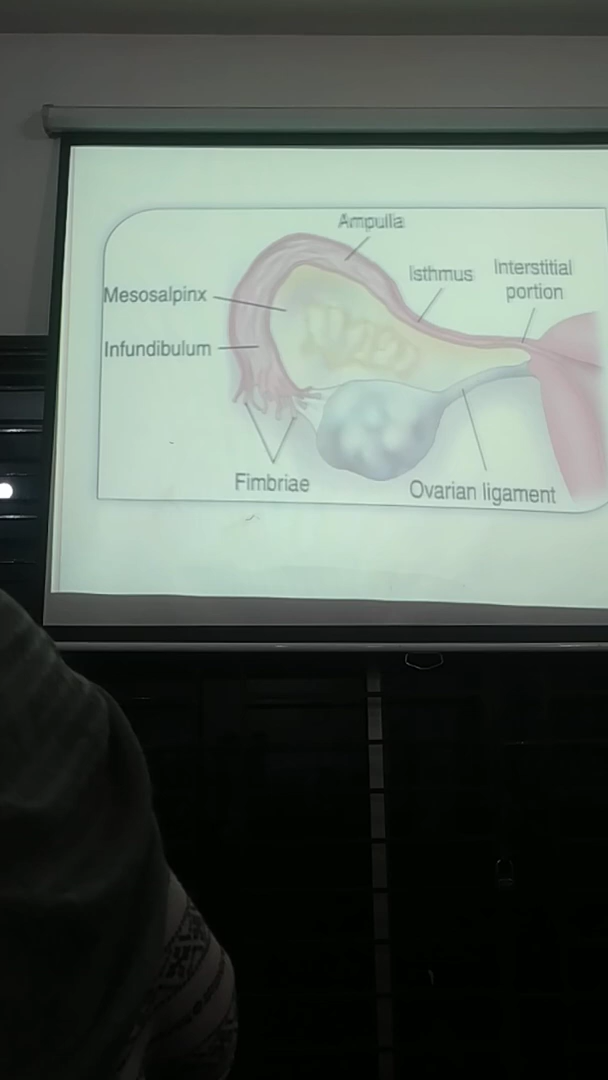 Ampulla
Isthmus
Interstitial
portion
Mesosalpinx
Infundibulum
Fimbriae
Ovarian ligament